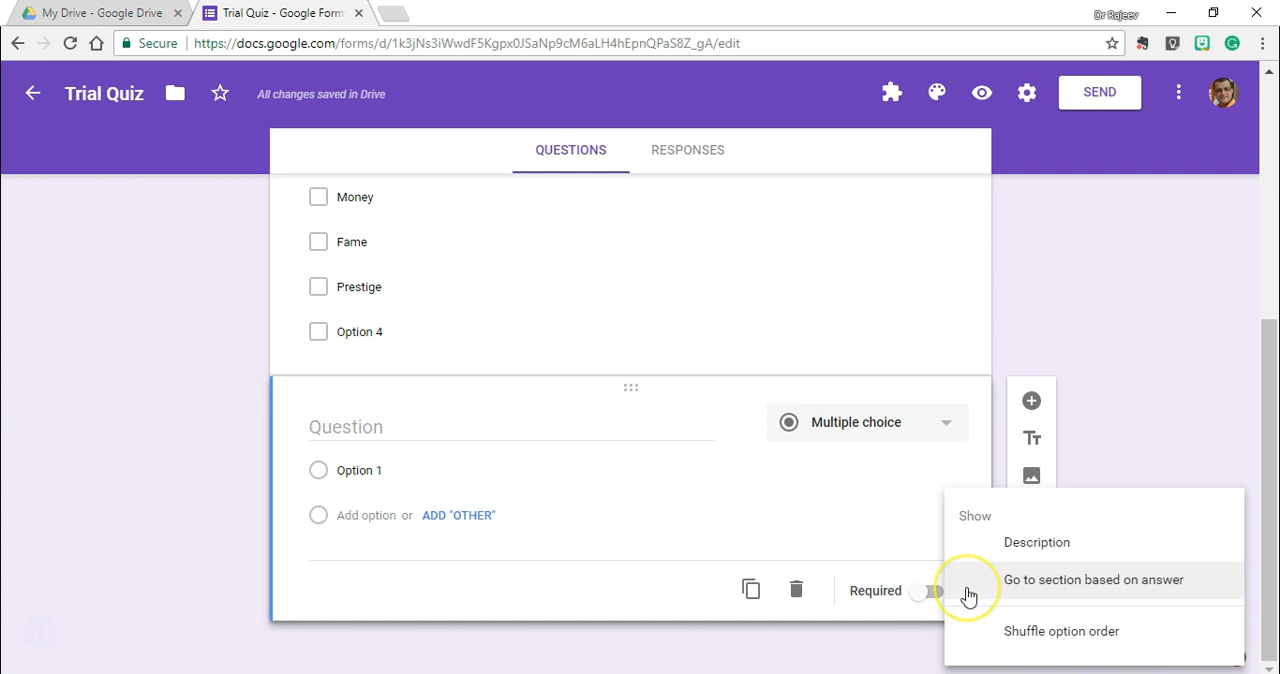 My Drive - Google Drive
Trial Quiz - Google Form
Dr Rajeev
Secure
https://docs.google.com/forms/d/1k3jNs3iWwdF5Kgpx0JSaNp9cM6aLH4hEpnQPaS8Z_gA/edit
Trial Quiz
All changes saved in Drive
SEND
QUESTIONS
RESPONSES
Money
Fame
Prestige
Option 4
Question
Multiple choice
Tт
Option 1
Add option or ADD "OTHER"
Required
Show
Description
Go to section based on answer
Shuffle option order